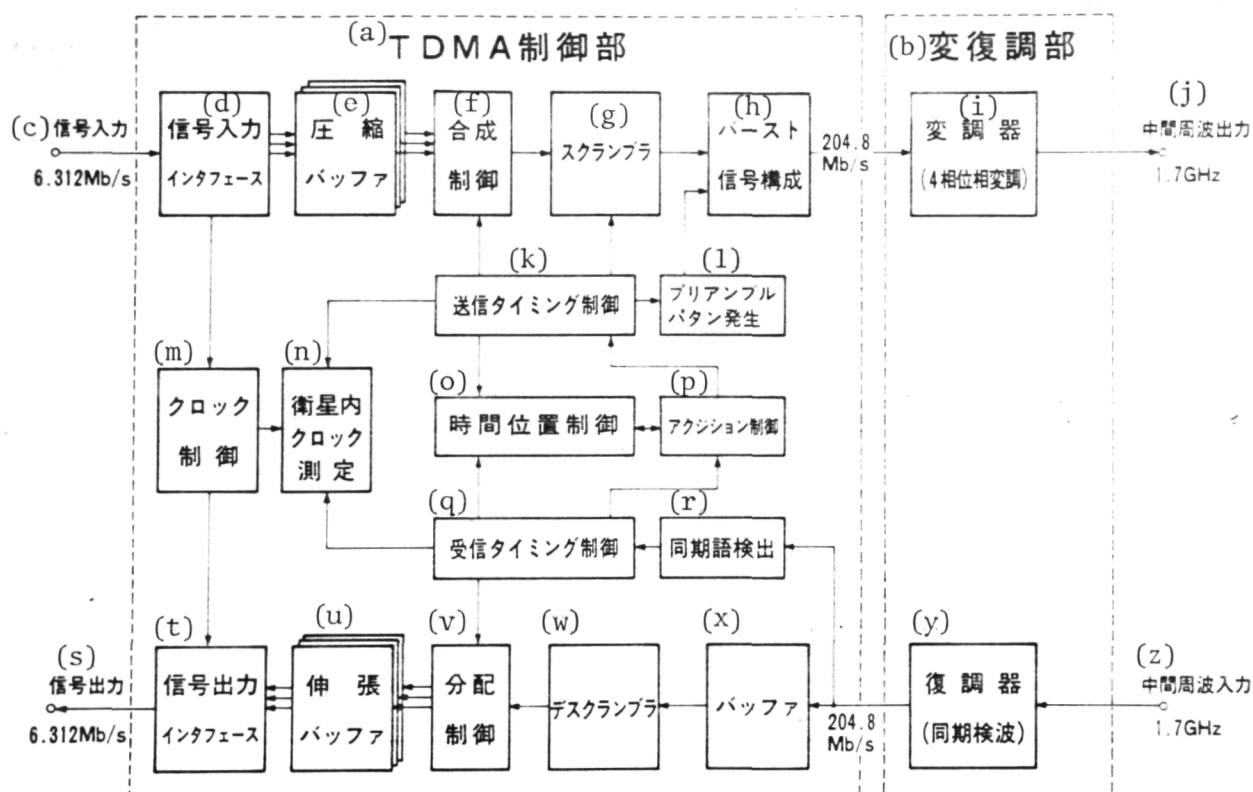 (a) TDMA制御部
(b) 変復調部
(c) 信号入力
6.312Mb/s
(d)
信号入力
インタフェース
(e)
圧縮
バッファ
(f)
合成
制御
(g)
スクランブラ
(h)
バースト
信号構成
204.8
Mb/s
(i)
変調器
(4相位相変調)
(j)
中間周波出力
1.7GHz
(k)
送信タイミング制御
(l)
プリアンブル
パタン発生
(m)
クロック
制御
(n)
衛星内
クロック
測定
(o)
時間位置制御
(p)
アクジション制御
(q)
受信タイミング制御
(r)
同期語検出
(s)
信号出力
6.312Mb/s
(t)
信号出力
インタフェース
(u)
伸張
バッファ
(v)
分配
制御
(w)
デスクランブラ
(x)
バッファ
204.8
Mb/s
(y)
復調器
(同期検波)
(z)
中間周波入力
1.7GHz